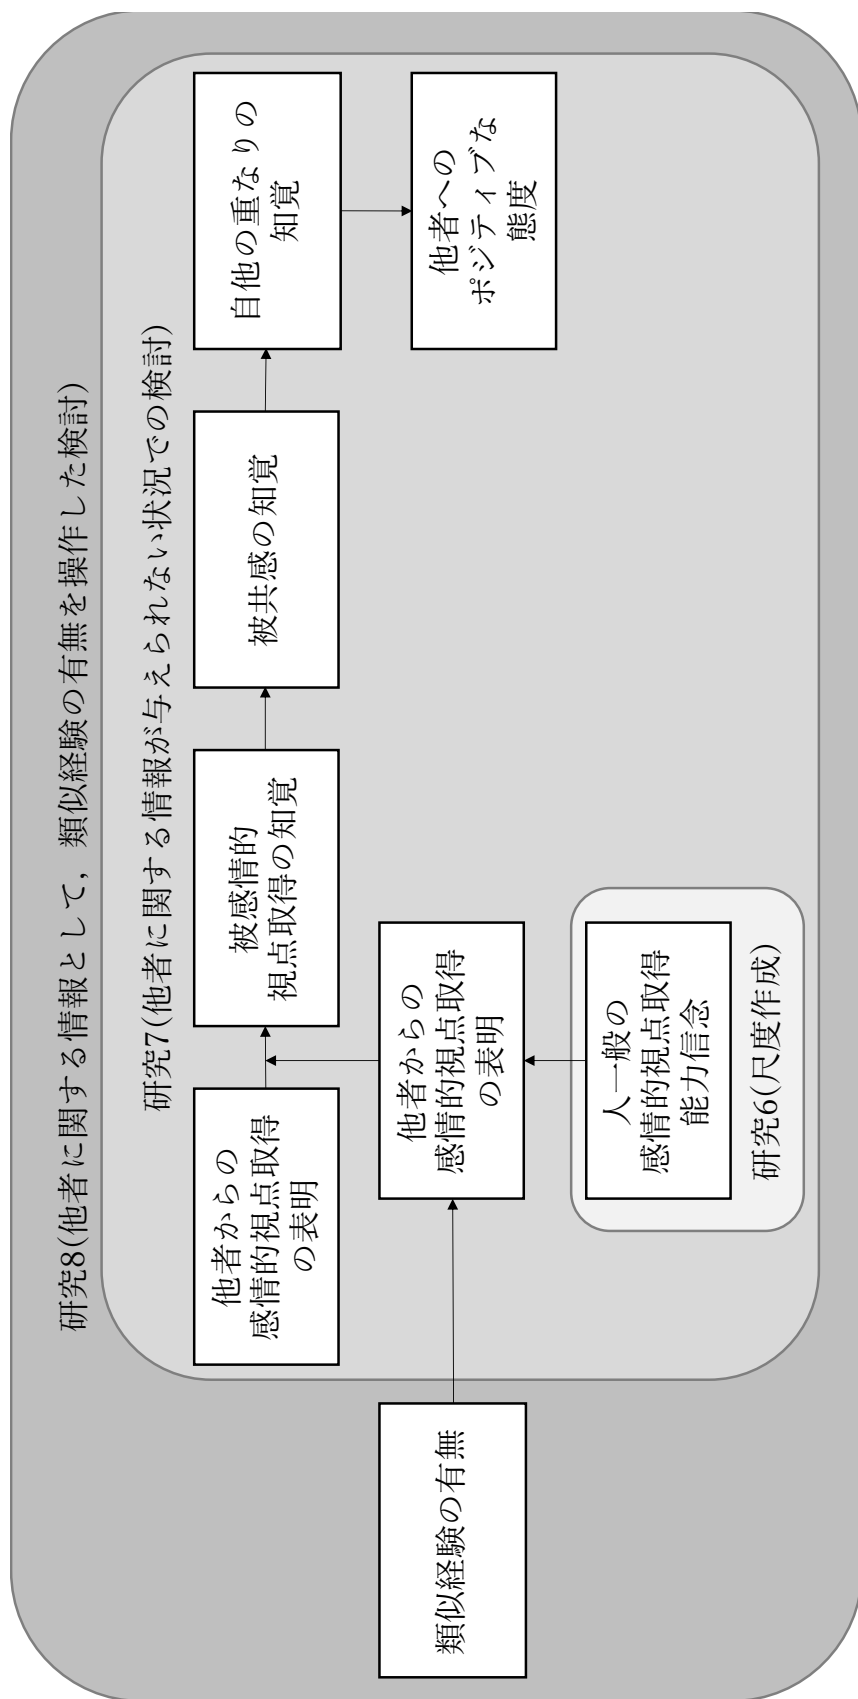 研究8(他者に関する情報として，類似経験の有無を操作した検討)
研究7(他者に関する情報が与えられない状況での検討)
他者からの
感情的視点取得
の表明
被感情的
視点取得の知覚
被共感の知覚
自他の重なりの
知覚
他者への
ポジティブな
態度
類似経験の有無
他者からの
感情的視点取得
の表明
人一般の
感情的視点取得
能力信念
研究6(尺度作成)